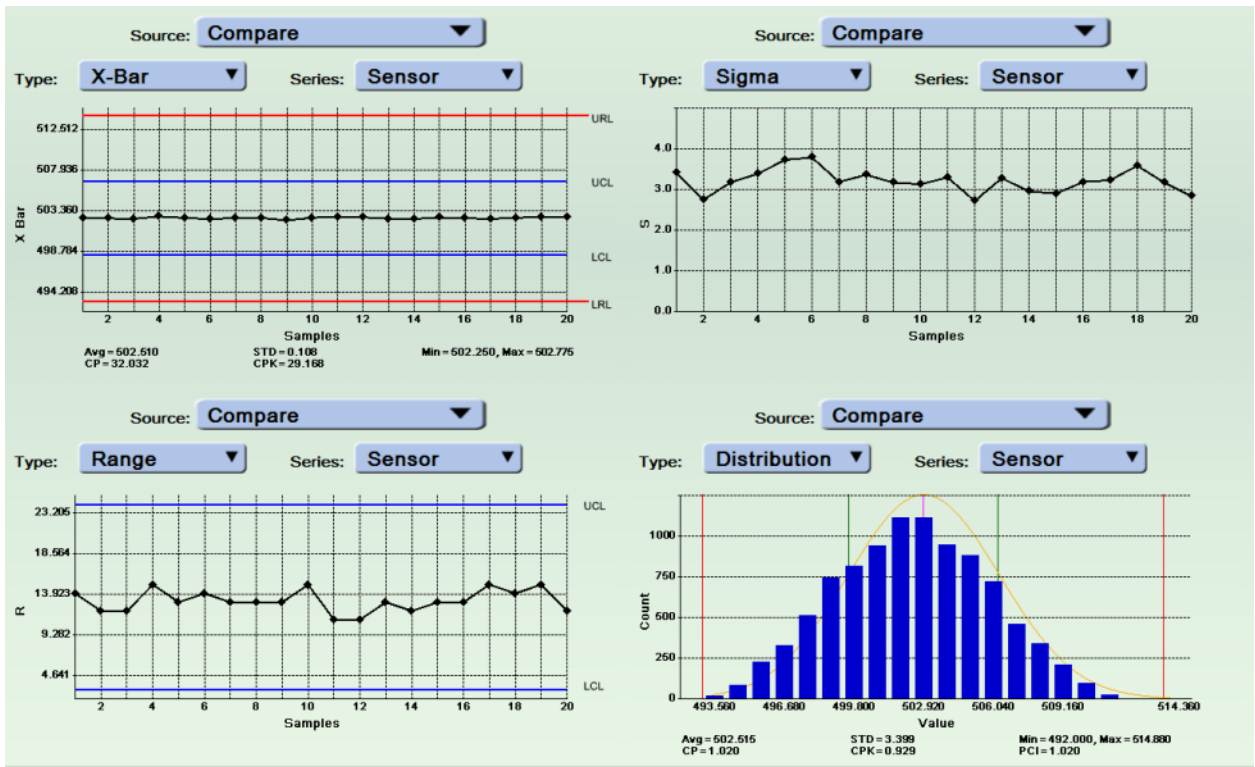 Source: Compare
Type: X-Bar Series: Sensor
URL
512.512
507.936
UCL
503.360
X Bar
498.784
LCL
494.208
LRL
2 4 6 8 10 12 14 16 18 20
Samples
Avg=502.510 STD=0.108 Min=502.250, Max=502.775
CP=32.032 CPK=29.168
Source: Compare
Type: Sigma Series: Sensor
4.0
3.0
S
2.0
1.0
0.0
2 4 6 8 10 12 14 16 18 20
Samples
Source: Compare
Type: Range Series: Sensor
UCL
23.205
18.564
13.923
R
9.282
4.641
LCL
2 4 6 8 10 12 14 16 18 20
Samples
Source: Compare
Type: Distribution Series: Sensor
1000
750
Count
500
250
0
493.560 496.680 499.800 502.920 506.040 509.160 514.360
Value
Avg=502.515 STD=3.399 Min=492.000, Max=514.880
CP=1.020 CPK=0.929 PCI=1.020